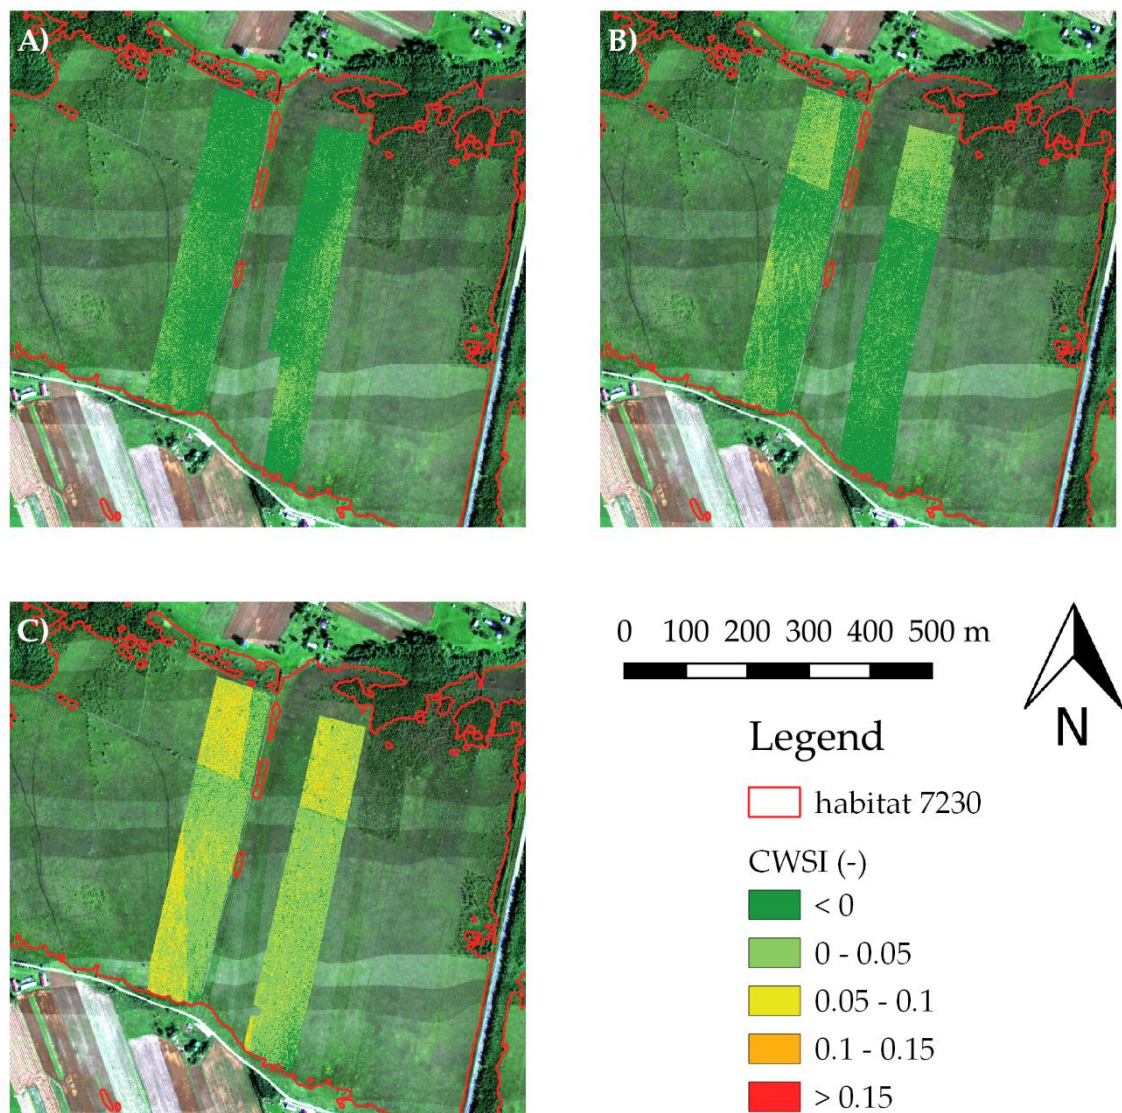 A)
B)
C)
0 100 200 300 400 500 m
N
Legend
habitat 7230
CWSI (-)
< 0
0 - 0.05
0.05 - 0.1
0.1 - 0.15
> 0.15